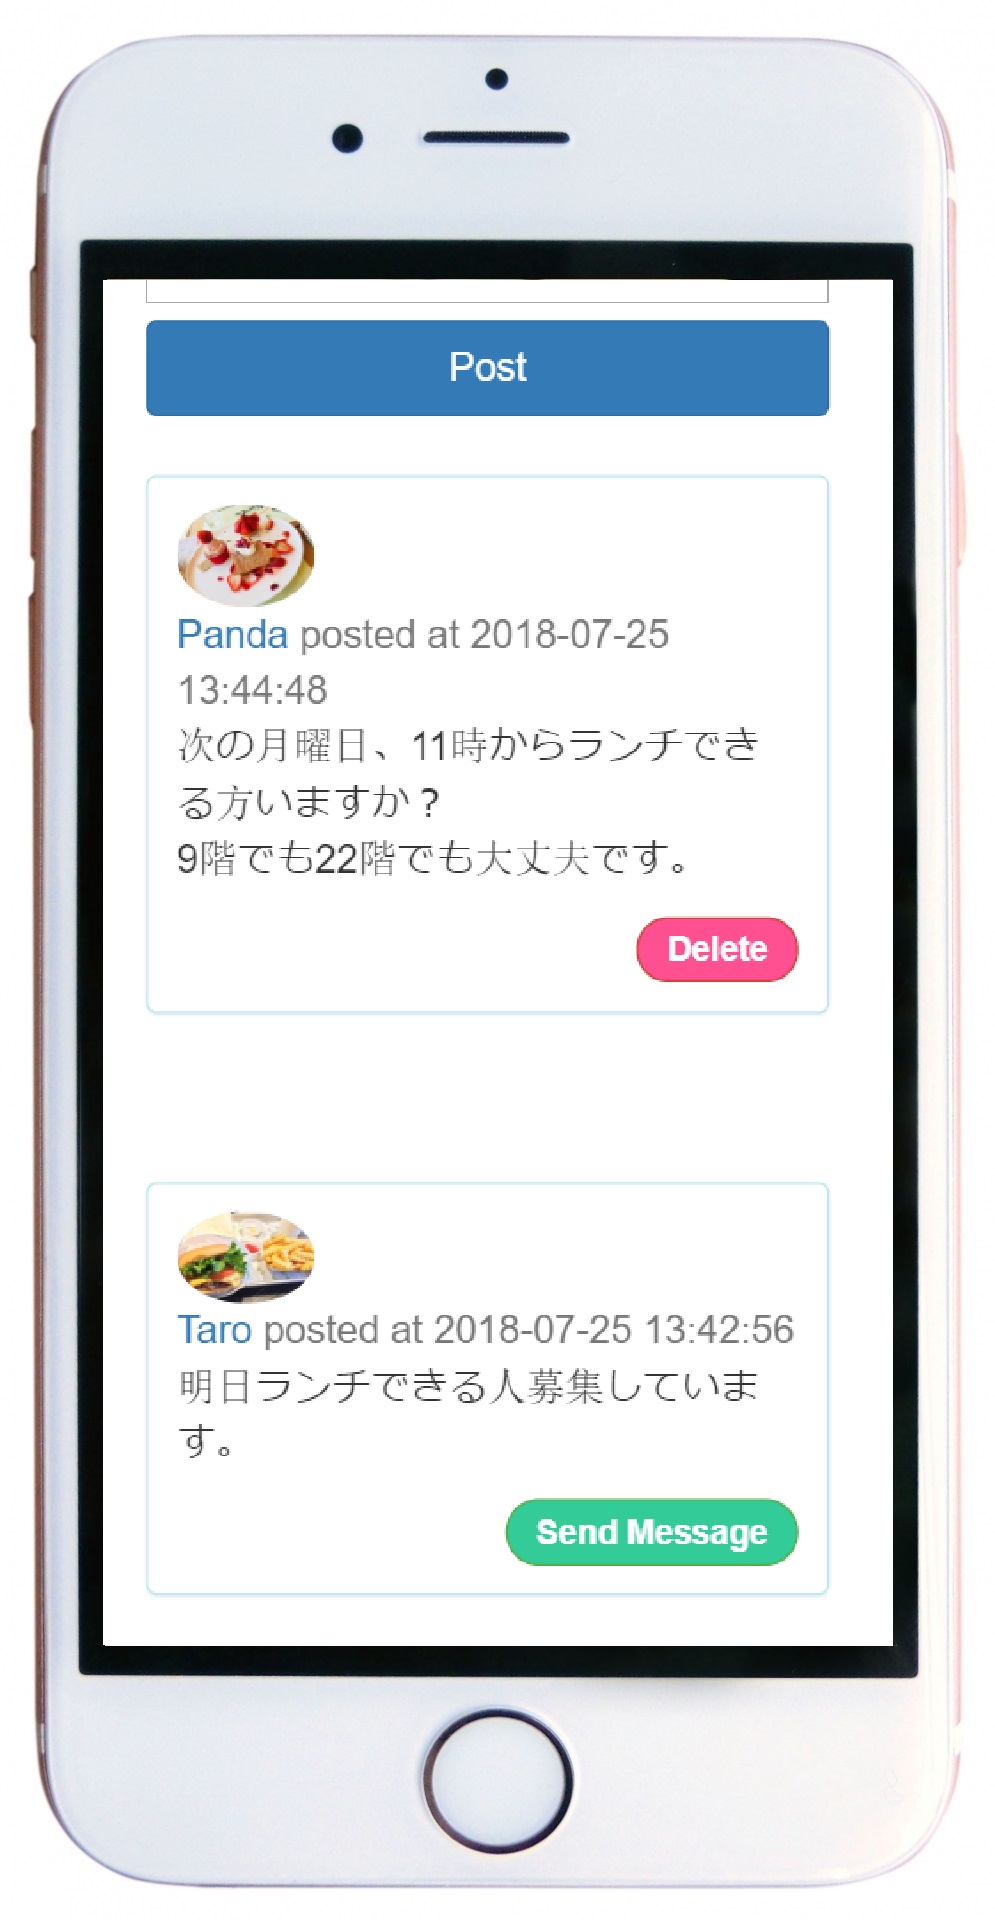 Post
Panda posted at 2018-07-25
13:44:48
次の月曜日、11時からランチでき
る方いますか？
9階でも22階でも大丈夫です。
Delete
Taro posted at 2018-07-25 13:42:56
明日ランチできる人募集していま
す。
Send Message